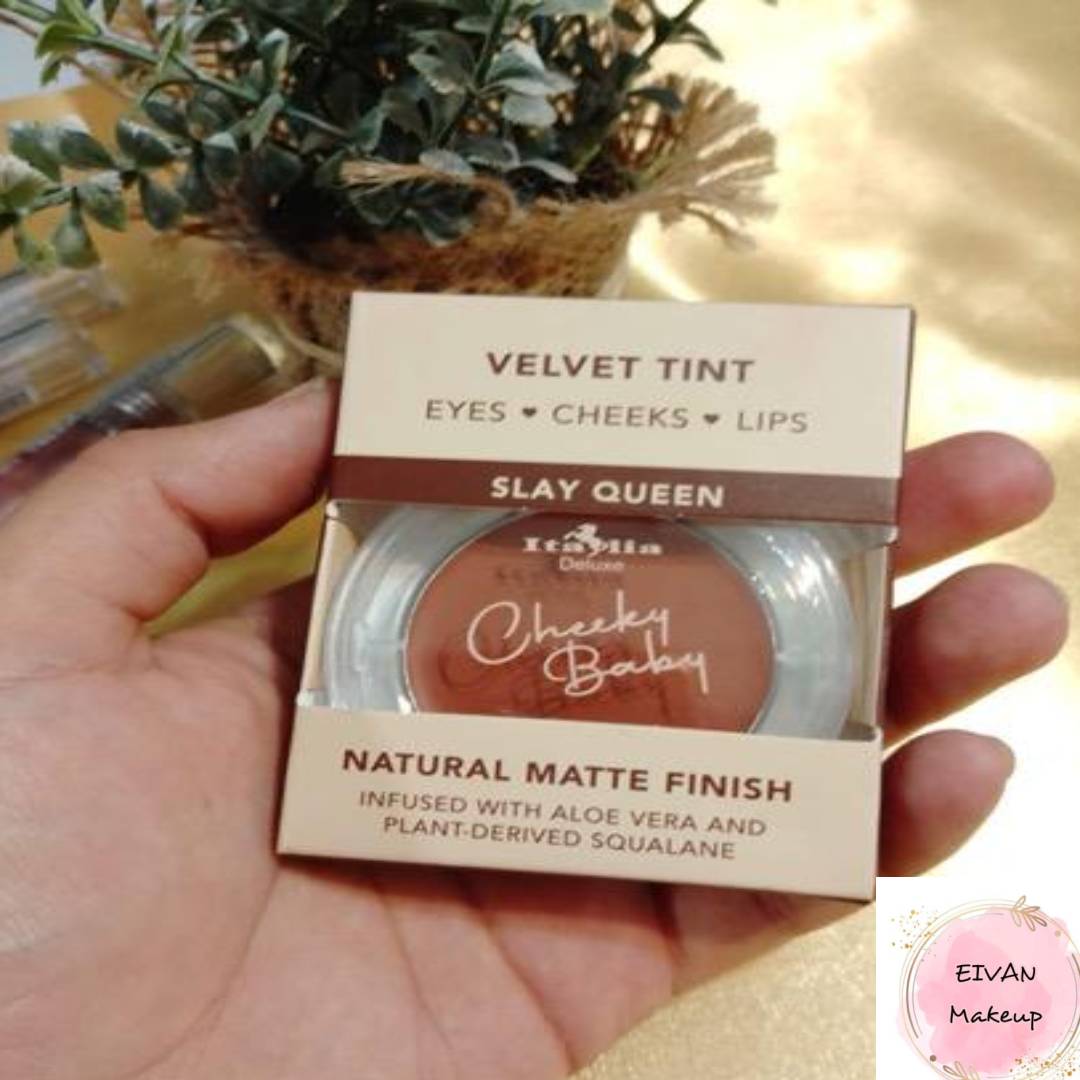 VELVET TINT
EYES ♥ CHEEKS ♥ LIPS
SLAY QUEEN
Italia
Deluxe
Cheeky
Baby
NATURAL MATTE FINISH
INFUSED WITH ALOE VERA AND
PLANT-DERIVED SQUALANE
EIVAN
Makeup